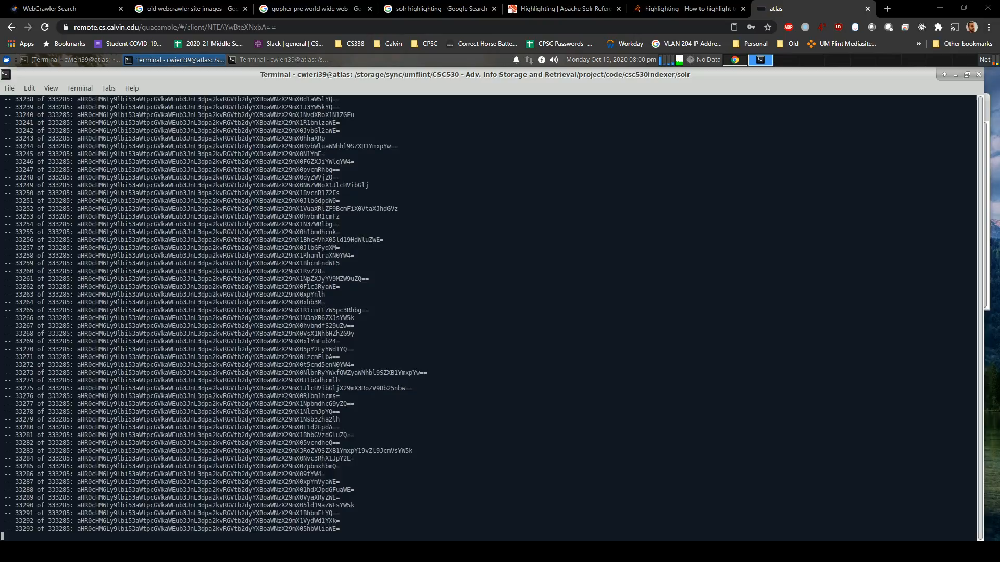 WebCrawler Search
old webcrawler site images - Goo
gopher pre world wide web - Goo
solr highlighting - Google Search
Highlighting | Apache Solr Refere
highlighting - How to highlight t
atlas
remote.cs.calvin.edu/guacamole/#/client/NTEAYwBteXNxbA==
Apps
Bookmarks
Student COVID-19...
2020-21 Middle Sc...
Slack | general | CS...
CS338
Calvin
CPSC
Correct Horse Batte...
CPSC Passwords -...
Workday
VLAN 204 IP Addre...
Personal
Old
UM Flint Mediasite...
»
Other bookmarks
[Terminal - cwieri39@atlas: ~...
Terminal - cwieri39@atlas: /s...
Terminal - cwieri39@atlas: /s...
Monday Oct 19, 2020 08:00 pm
No Data
Net
Terminal - cwieri39@atlas: /storage/sync/umflint/CSC530 - Adv. Info Storage and Retrieval/project/code/csc530indexer/solr
File Edit View Terminal Tabs Help
-- 33238 of 333285: aHR0cHM6Ly9lbi53aWtpcGVkaWEub3JnL3dpa2kvRGVtb2dyYXBoaWNzX29mX0d1aW5lYQ==
-- 33239 of 333285: aHR0cHM6Ly9lbi53aWtpcGVkaWEub3JnL3dpa2kvRGVtb2dyYXBoaWNzX29mX1J3YW5kYQ==
-- 33240 of 333285: aHR0cHM6Ly9lbi53aWtpcGVkaWEub3JnL3dpa2kvRGVtb2dyYXBoaWNzX29mX1NvdXRoX1N1ZGFu
-- 33241 of 333285: aHR0cHM6Ly9lbi53aWtpcGVkaWEub3JnL3dpa2kvRGVtb2dyYXBoaWNzX29mX1R1bmlzaWE=
-- 33242 of 333285: aHR0cHM6Ly9lbi53aWtpcGVkaWEub3JnL3dpa2kvRGVtb2dyYXBoaWNzX29mX0JvbGl2aWE=
-- 33243 of 333285: aHR0cHM6Ly9lbi53aWtpcGVkaWEub3JnL3dpa2kvRGVtb2dyYXBoaWNzX29mX0hhaXRp
-- 33244 of 333285: aHR0cHM6Ly9lbi53aWtpcGVkaWEub3JnL3dpa2kvRGVtb2dyYXBoaWNzX29mX0RvbWluaWNhbl9SZXB1YmxpYw==
-- 33245 of 333285: aHR0cHM6Ly9lbi53aWtpcGVkaWEub3JnL3dpa2kvRGVtb2dyYXBoaWNzX29mX0N1YmE=
-- 33246 of 333285: aHR0cHM6Ly9lbi53aWtpcGVkaWEub3JnL3dpa2kvRGVtb2dyYXBoaWNzX29mX0F6ZXJiYWlqYW4=
-- 33247 of 333285: aHR0cHM6Ly9lbi53aWtpcGVkaWEub3JnL3dpa2kvRGVtb2dyYXBoaWNzX29mX0pvcmRhbg==
-- 33248 of 333285: aHR0cHM6Ly9lbi53aWtpcGVkaWEub3JnL3dpa2kvRGVtb2dyYXBoaWNzX29mX0dyZWVjZQ==
-- 33249 of 333285: aHR0cHM6Ly9lbi53aWtpcGVkaWEub3JnL3dpa2kvRGVtb2dyYXBoaWNzX29mX0N6ZWNoX1JlcHVibGlj
-- 33250 of 333285: aHR0cHM6Ly9lbi53aWtpcGVkaWEub3JnL3dpa2kvRGVtb2dyYXBoaWNzX29mX1BvcnR1Z2Fs
-- 33251 of 333285: aHR0cHM6Ly9lbi53aWtpcGVkaWEub3JnL3dpa2kvRGVtb2dyYXBoaWNzX29mX0JlbGdpdW0=
-- 33252 of 333285: aHR0cHM6Ly9lbi53aWtpcGVkaWEub3JnL3dpa2kvRGVtb2dyYXBoaWNzX29mX1VuaXRlZF9BcmFiX0VtaXJhdGVz
-- 33253 of 333285: aHR0cHM6Ly9lbi53aWtpcGVkaWEub3JnL3dpa2kvRGVtb2dyYXBoaWNzX29mX0hvbmR1cmFz
-- 33254 of 333285: aHR0cHM6Ly9lbi53aWtpcGVkaWEub3JnL3dpa2kvRGVtb2dyYXBoaWNzX29mX1N3ZWRlbg==
-- 33255 of 333285: aHR0cHM6Ly9lbi53aWtpcGVkaWEub3JnL3dpa2kvRGVtb2dyYXBoaWNzX29mX0h1bmdhcnk=
-- 33256 of 333285: aHR0cHM6Ly9lbi53aWtpcGVkaWEub3JnL3dpa2kvRGVtb2dyYXBoaWNzX29mX1BhcHVhX05ld19HdWluZWE=
-- 33257 of 333285: aHR0cHM6Ly9lbi53aWtpcGVkaWEub3JnL3dpa2kvRGVtb2dyYXBoaWNzX29mX0JlbGFydXM=
-- 33258 of 333285: aHR0cHM6Ly9lbi53aWtpcGVkaWEub3JnL3dpa2kvRGVtb2dyYXBoaWNzX29mX1RhamlraXN0YW4=
-- 33259 of 333285: aHR0cHM6Ly9lbi53aWtpcGVkaWEub3JnL3dpa2kvRGVtb2dyYXBoaWNzX29mX1BhcmFndWF5
-- 33260 of 333285: aHR0cHM6Ly9lbi53aWtpcGVkaWEub3JnL3dpa2kvRGVtb2dyYXBoaWNzX29mX1RvZ28=
-- 33261 of 333285: aHR0cHM6Ly9lbi53aWtpcGVkaWEub3JnL3dpa2kvRGVtb2dyYXBoaWNzX29mX1NpZXJyYV9MZW9uZQ==
-- 33262 of 333285: aHR0cHM6Ly9lbi53aWtpcGVkaWEub3JnL3dpa2kvRGVtb2dyYXBoaWNzX29mX0F1c3RyaWE=
-- 33263 of 333285: aHR0cHM6Ly9lbi53aWtpcGVkaWEub3JnL3dpa2kvRGVtb2dyYXBoaWNzX29mX0xpYnlh
-- 33264 of 333285: aHR0cHM6Ly9lbi53aWtpcGVkaWEub3JnL3dpa2kvRGVtb2dyYXBoaWNzX29mX0xhb3M=
-- 33265 of 333285: aHR0cHM6Ly9lbi53aWtpcGVkaWEub3JnL3dpa2kvRGVtb2dyYXBoaWNzX29mX1R1cmttZW5pc3Rhbg==
-- 33266 of 333285: aHR0cHM6Ly9lbi53aWtpcGVkaWEub3JnL3dpa2kvRGVtb2dyYXBoaWNzX29mX1N3aXR6ZXJsYW5k
-- 33267 of 333285: aHR0cHM6Ly9lbi53aWtpcGVkaWEub3JnL3dpa2kvRGVtb2dyYXBoaWNzX29mX0hvbmdfS29uZw==
-- 33268 of 333285: aHR0cHM6Ly9lbi53aWtpcGVkaWEub3JnL3dpa2kvRGVtb2dyYXBoaWNzX29mX0VsX1NhbHZhZG9y
-- 33269 of 333285: aHR0cHM6Ly9lbi53aWtpcGVkaWEub3JnL3dpa2kvRGVtb2dyYXBoaWNzX29mX0xlYmFub24=
-- 33270 of 333285: aHR0cHM6Ly9lbi53aWtpcGVkaWEub3JnL3dpa2kvRGVtb2dyYXBoaWNzX29mX05pY2FyYWd1YQ==
-- 33271 of 333285: aHR0cHM6Ly9lbi53aWtpcGVkaWEub3JnL3dpa2kvRGVtb2dyYXBoaWNzX29mX0lzcmFlbA==
-- 33272 of 333285: aHR0cHM6Ly9lbi53aWtpcGVkaWEub3JnL3dpa2kvRGVtb2dyYXBoaWNzX29mX0t5cmd5enN0YW4=
-- 33273 of 333285: aHR0cHM6Ly9lbi53aWtpcGVkaWEub3JnL3dpa2kvRGVtb2dyYXBoaWNzX29mX0NlbnRyYWxfQWZyaWNhbl9SZXB1YmxpYw==
-- 33274 of 333285: aHR0cHM6Ly9lbi53aWtpcGVkaWEub3JnL3dpa2kvRGVtb2dyYXBoaWNzX29mX0J1bGdhcmlh
-- 33275 of 333285: aHR0cHM6Ly9lbi53aWtpcGVkaWEub3JnL3dpa2kvRGVtb2dyYXBoaWNzX29mX1JlcHVibGljX29mX3RoZV9Db25nbw==
-- 33276 of 333285: aHR0cHM6Ly9lbi53aWtpcGVkaWEub3JnL3dpa2kvRGVtb2dyYXBoaWNzX29mX0Rlbm1hcms=
-- 33277 of 333285: aHR0cHM6Ly9lbi53aWtpcGVkaWEub3JnL3dpa2kvRGVtb2dyYXBoaWNzX29mX1NpbmdhcG9yZQ==
-- 33278 of 333285: aHR0cHM6Ly9lbi53aWtpcGVkaWEub3JnL3dpa2kvRGVtb2dyYXBoaWNzX29mX1NlcmJpYQ==
-- 33279 of 333285: aHR0cHM6Ly9lbi53aWtpcGVkaWEub3JnL3dpa2kvRGVtb2dyYXBoaWNzX29mX1Nsb3Zha2lh
-- 33280 of 333285: aHR0cHM6Ly9lbi53aWtpcGVkaWEub3JnL3dpa2kvRGVtb2dyYXBoaWNzX29mX0t1d2FpdA==
-- 33281 of 333285: aHR0cHM6Ly9lbi53aWtpcGVkaWEub3JnL3dpa2kvRGVtb2dyYXBoaWNzX29mX1BhbGVzdGluZQ==
-- 33282 of 333285: aHR0cHM6Ly9lbi53aWtpcGVkaWEub3JnL3dpa2kvRGVtb2dyYXBoaWNzX29mX05vcndheQ==
-- 33283 of 333285: aHR0cHM6Ly9lbi53aWtpcGVkaWEub3JnL3dpa2kvRGVtb2dyYXBoaWNzX29mX3RoZV9SZXB1YmxpY19vZl9JcmVsYW5k
-- 33284 of 333285: aHR0cHM6Ly9lbi53aWtpcGVkaWEub3JnL3dpa2kvRGVtb2dyYXBoaWNzX29mX0Nvc3RhX1JpY2E=
-- 33285 of 333285: aHR0cHM6Ly9lbi53aWtpcGVkaWEub3JnL3dpa2kvRGVtb2dyYXBoaWNzX29mX0ZpbmxhbmQ=
-- 33286 of 333285: aHR0cHM6Ly9lbi53aWtpcGVkaWEub3JnL3dpa2kvRGVtb2dyYXBoaWNzX29mX09tYW4=
-- 33287 of 333285: aHR0cHM6Ly9lbi53aWtpcGVkaWEub3JnL3dpa2kvRGVtb2dyYXBoaWNzX29mX0xpYmVyaWE=
-- 33288 of 333285: aHR0cHM6Ly9lbi53aWtpcGVkaWEub3JnL3dpa2kvRGVtb2dyYXBoaWNzX29mX01hdXJpdGFuaWE=
-- 33289 of 333285: aHR0cHM6Ly9lbi53aWtpcGVkaWEub3JnL3dpa2kvRGVtb2dyYXBoaWNzX29mX0VyaXRyZWE=
-- 33290 of 333285: aHR0cHM6Ly9lbi53aWtpcGVkaWEub3JnL3dpa2kvRGVtb2dyYXBoaWNzX29mX05ld19aZWFsYW5k
-- 33291 of 333285: aHR0cHM6Ly9lbi53aWtpcGVkaWEub3JnL3dpa2kvRGVtb2dyYXBoaWNzX29mX1BhbmFtYQ==
-- 33292 of 333285: aHR0cHM6Ly9lbi53aWtpcGVkaWEub3JnL3dpa2kvRGVtb2dyYXBoaWNzX29mX1VydWd1YXk=
-- 33293 of 333285: aHR0cHM6Ly9lbi53aWtpcGVkaWEub3JnL3dpa2kvRGVtb2dyYXBoaWNzX29mX05hbWliaWE=